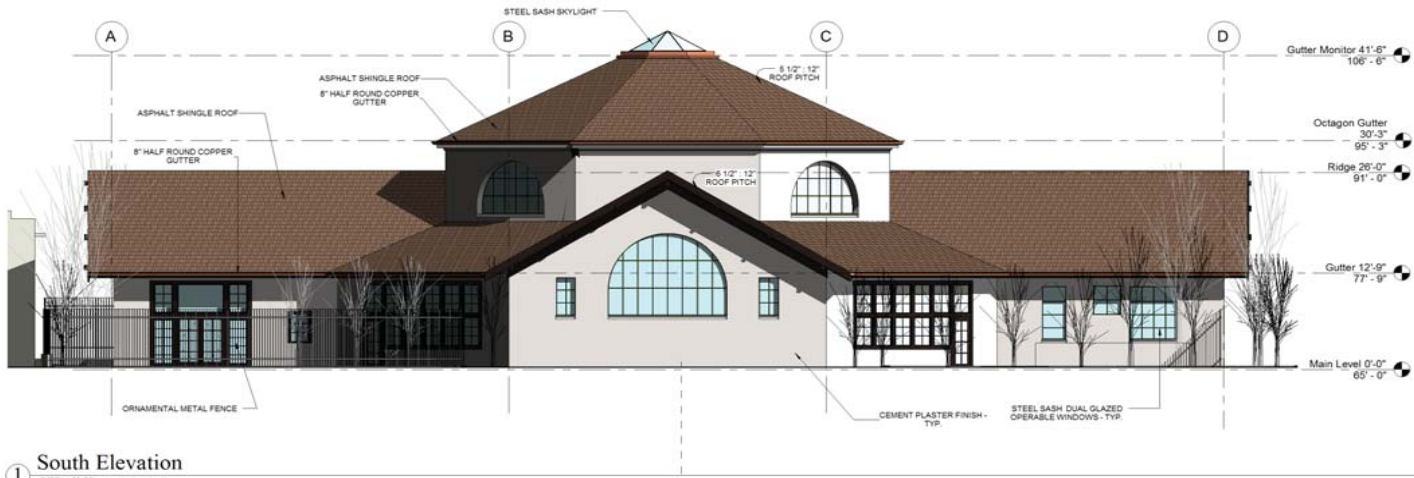 STEEL SASH SKYLIGHT
A
B
C
D
Gutter Monitor 41'-6"
106' - 6"
ASPHALT SHINGLE ROOF
5 1/2" : 12"
ROOF PITCH
8" HALF ROUND COPPER
GUTTER
ASPHALT SHINGLE ROOF
Octagon Gutter
30'-3"
95' - 3"
8" HALF ROUND COPPER
GUTTER
Ridge 26'-0"
91' - 0"
6 1/2" : 12"
ROOF PITCH
Gutter 12'-9"
77' - 9"
Main Level 0'-0"
65' - 0"
ORNAMENTAL METAL FENCE
CEMENT PLASTER FINISH -
TYP.
STEEL SASH DUAL GLAZED
OPERABLE WINDOWS - TYP.
1
South Elevation